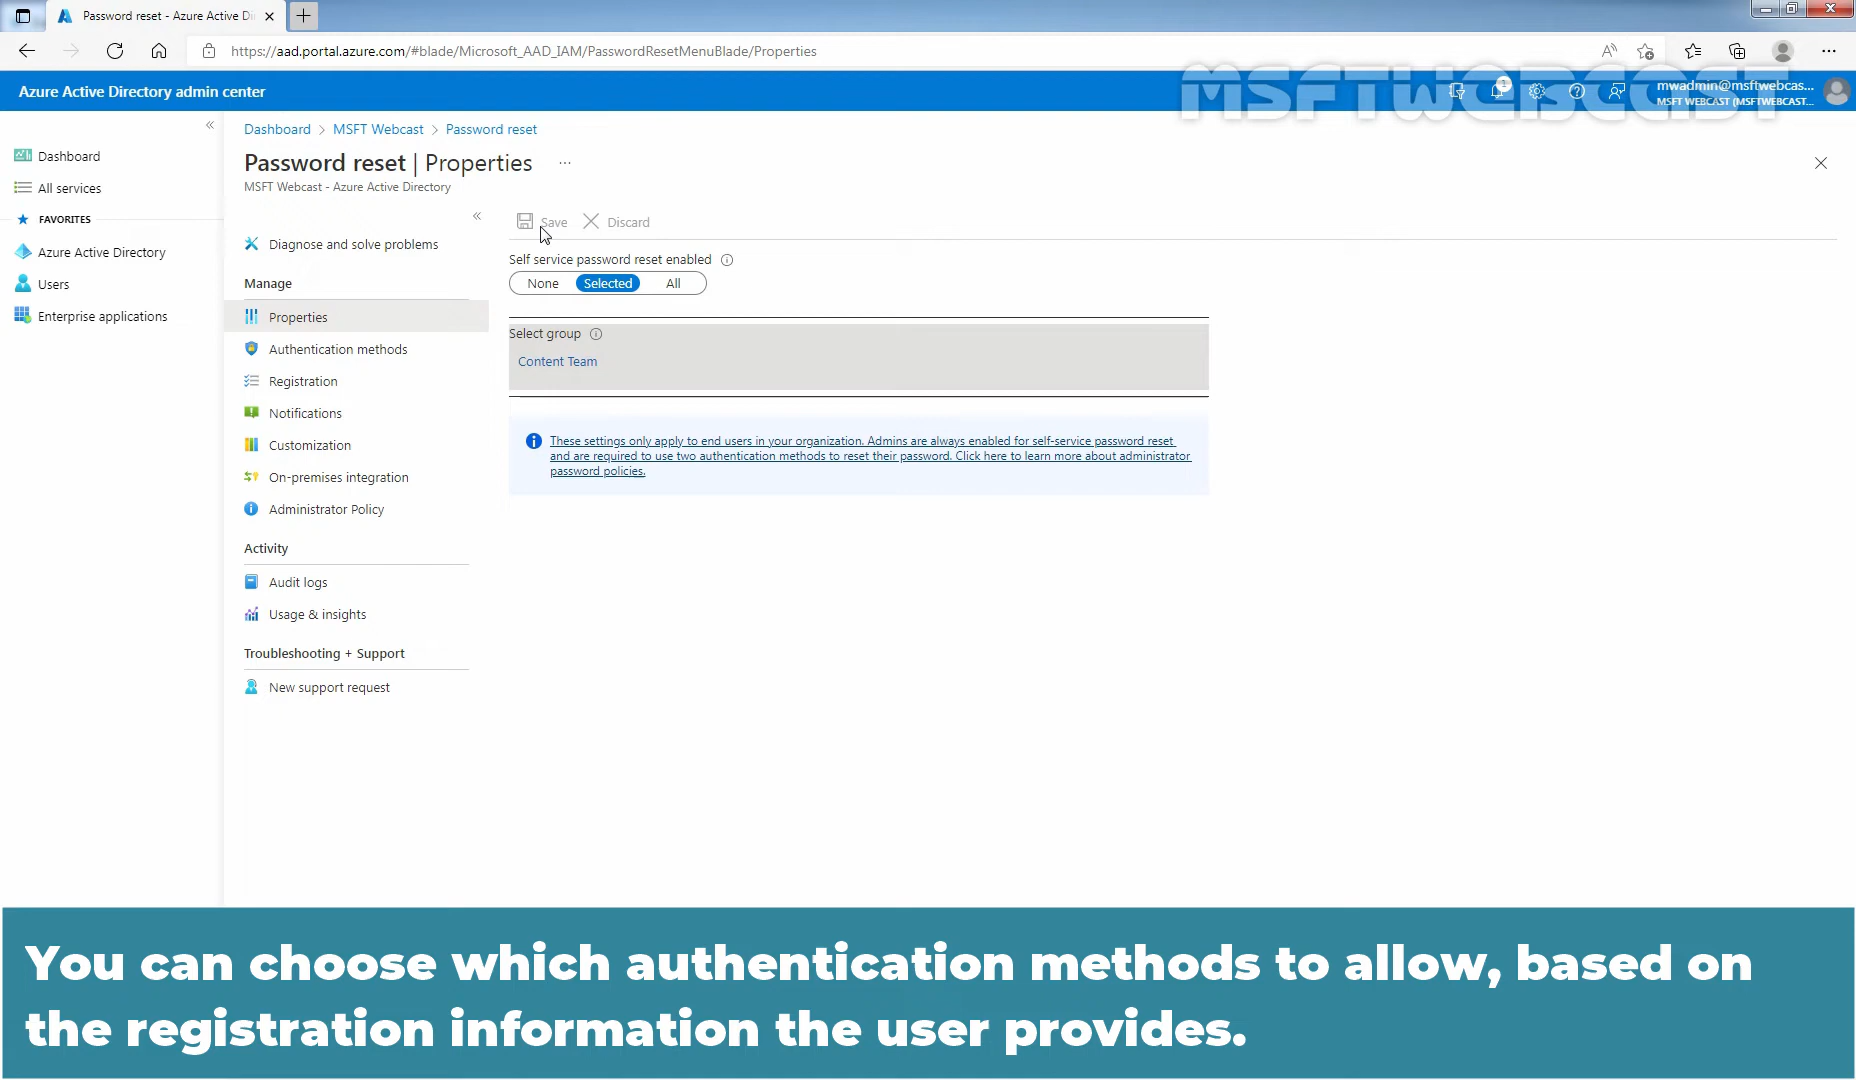 Password reset - Azure Active Di
https://aad.portal.azure.com/#blade/Microsoft_AAD_IAM/PasswordResetMenuBlade/Properties
MSFTWEBCAST
Azure Active Directory admin center
1
mwadmin@msftwebcas...
MSFT WEBCAST (MSFTWEBCAST....
Dashboard > MSFT Webcast > Password reset
Password reset | Properties ...
MSFT Webcast - Azure Active Directory
Dashboard
All services
FAVORITES
Azure Active Directory
Users
Enterprise applications
Diagnose and solve problems
Manage
Properties
Authentication methods
Registration
Notifications
Customization
On-premises integration
Administrator Policy
Activity
Audit logs
Usage & insights
Troubleshooting + Support
New support request
Save Discard
Self service password reset enabled
None Selected All
Select group
Content Team
These settings only apply to end users in your organization. Admins are always enabled for self-service password reset
and are required to use two authentication methods to reset their password. Click here to learn more about administrator
password policies.
You can choose which authentication methods to allow, based on
the registration information the user provides.